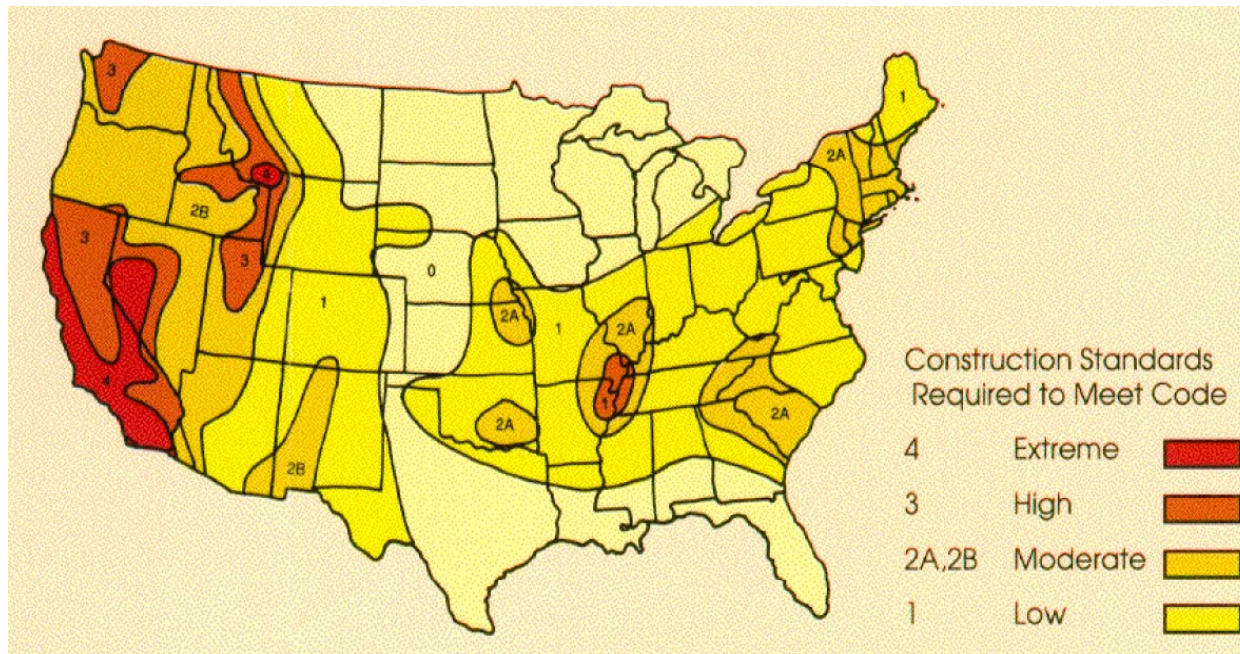 3
1
2A
4
2B
3
3
0
1
2A
1
2A
4
1
2A
2A
2B
Construction Standards
Required to Meet Code
4 Extreme
3 High
2A,2B Moderate
1 Low